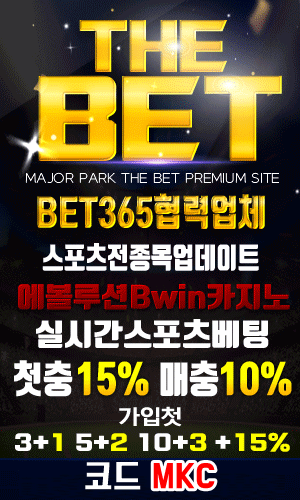 THE
BET
MAJOR PARK THE BET PREMIUM SITE
BET365협력업체
스포츠전종목업데이트
에볼루션Bwin카지노
실시간스포츠베팅
첫충15% 매충10%
가입첫
3+1 5+2 10+3 +15%
코드 MKC